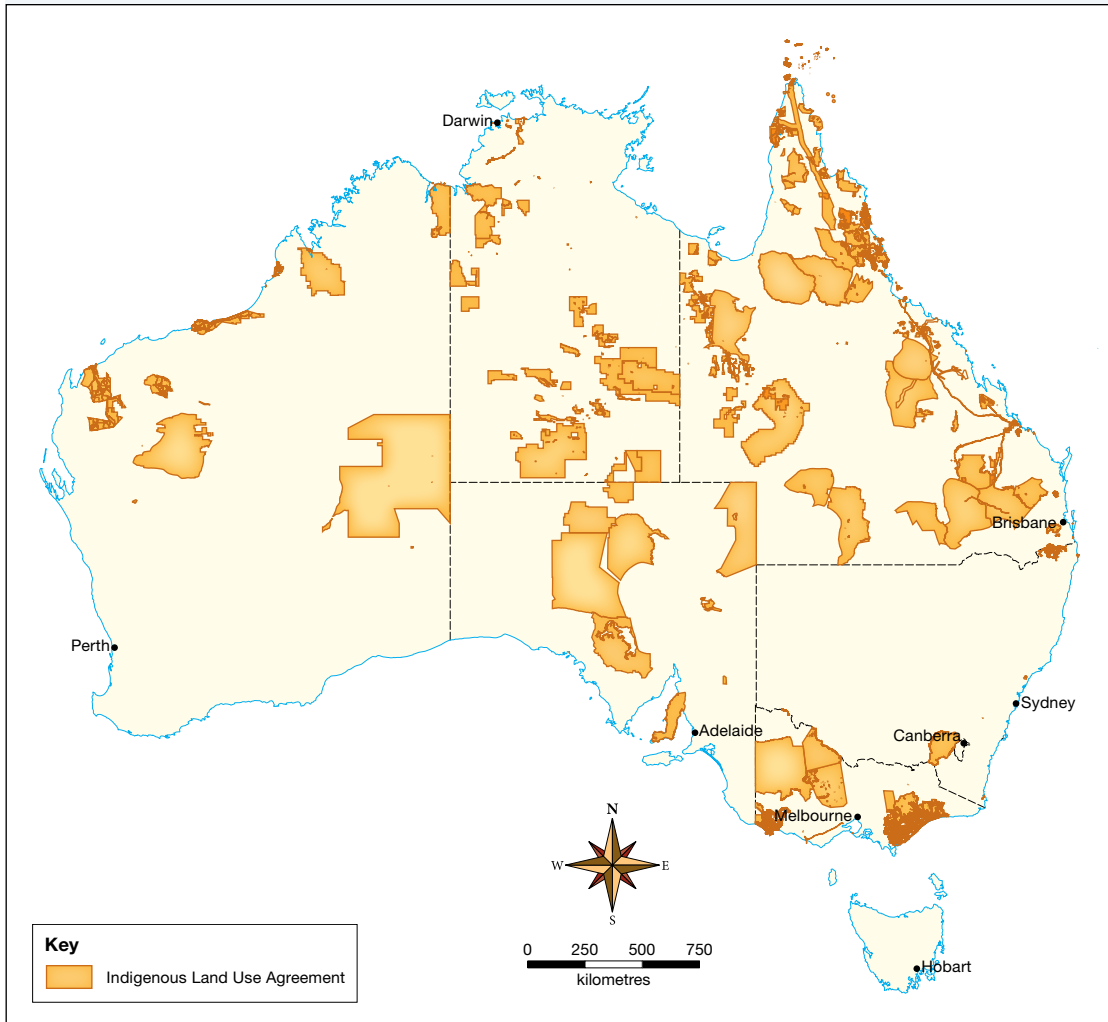 Darwin
Brisbane
Perth
Sydney
Adelaide
Canberra
Melbourne
N
W
E
S
Hobart
Key
Indigenous Land Use Agreement
0 250 500 750
kilometres